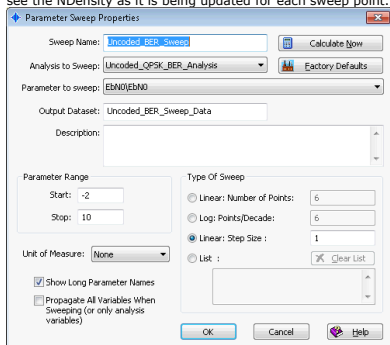 see the NDensity as it is being updated for each sweep point.
Parameter Sweep Properties
Sweep Name: Uncoded_BER_Sweep Calculate Now
Analysis to Sweep: Uncoded_QPSK_BER_Analysis Factory Defaults
Parameter to sweep: EbN0\EbN0
Output Dataset: Uncoded_BER_Sweep_Data
Description:
Parameter Range
Start: -2
Stop: 10
Unit of Measure: None
Show Long Parameter Names
Propagate All Variables When
Sweeping (or only analysis
variables)
Type Of Sweep
Linear: Number of Points: 6
Log: Points/Decade: 6
Linear: Step Size : 1
List : Clear List
OK Cancel Help